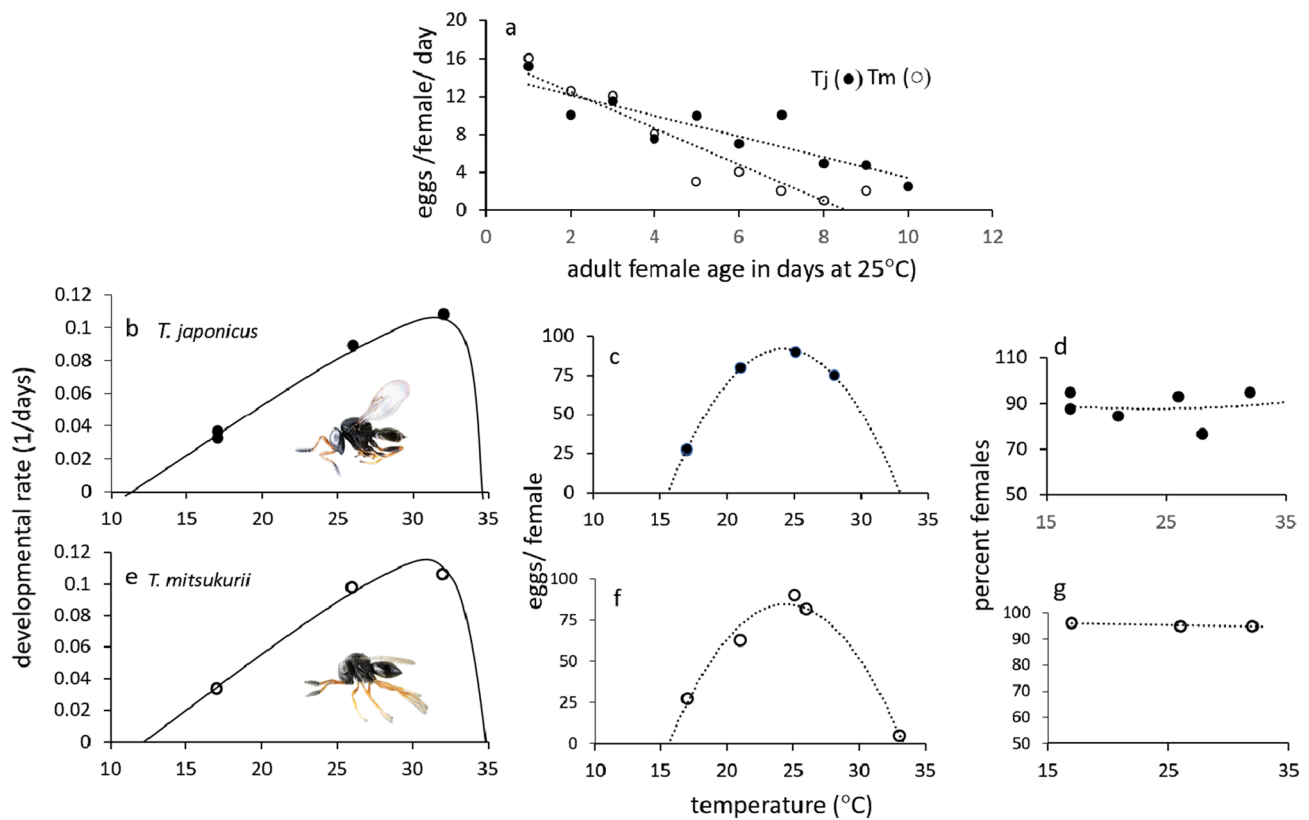 a
20
16
12
8
4
0
eggs /female/ day
Tj (●) Tm (○)
0 2 4 6 8 10 12
adult female age in days at 25°C)
developmental rate (1/days)
b T. japonicus
0.12
0.1
0.08
0.06
0.04
0.02
0
10 15 20 25 30 35
eggs/ female
c
100
75
50
25
0
10 15 20 25 30 35
percent females
d
110
90
70
50
15 25 35
e T. mitsukurii
0.12
0.1
0.08
0.06
0.04
0.02
0
10 15 20 25 30 35
f
100
75
50
25
0
10 15 20 25 30 35
temperature (°C)
g
100
90
80
70
60
50
15 25 35